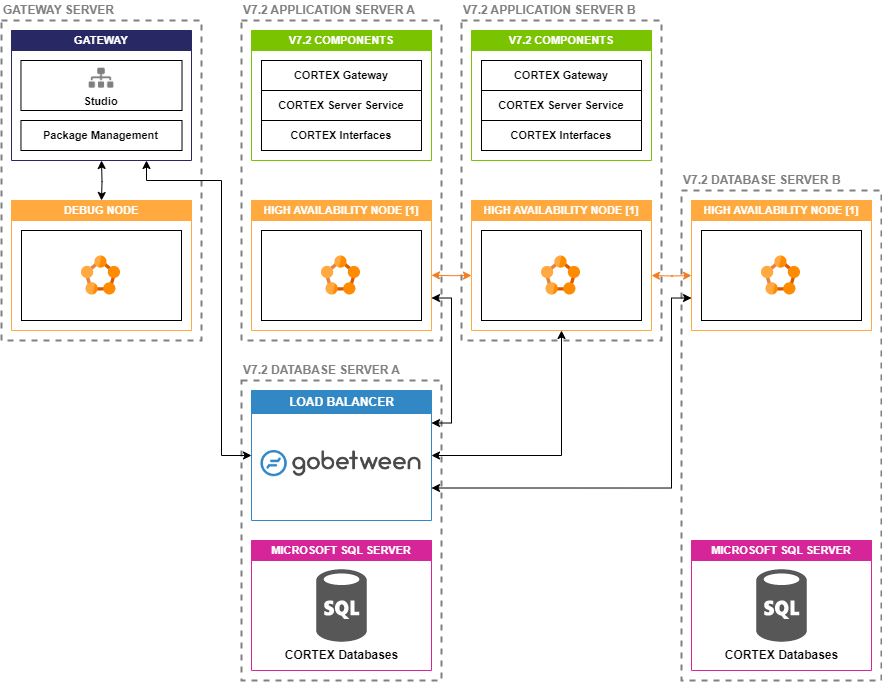 GATEWAY SERVER
GATEWAY
Studio
Package Management
DEBUG NODE
V7.2 APPLICATION SERVER A
V7.2 COMPONENTS
CORTEX Gateway
CORTEX Server Service
CORTEX Interfaces
HIGH AVAILABILITY NODE [1]
V7.2 APPLICATION SERVER B
V7.2 COMPONENTS
CORTEX Gateway
CORTEX Server Service
CORTEX Interfaces
HIGH AVAILABILITY NODE [1]
V7.2 DATABASE SERVER B
HIGH AVAILABILITY NODE [1]
MICROSOFT SQL SERVER
SQL
CORTEX Databases
V7.2 DATABASE SERVER A
LOAD BALANCER
gobetween
MICROSOFT SQL SERVER
SQL
CORTEX Databases